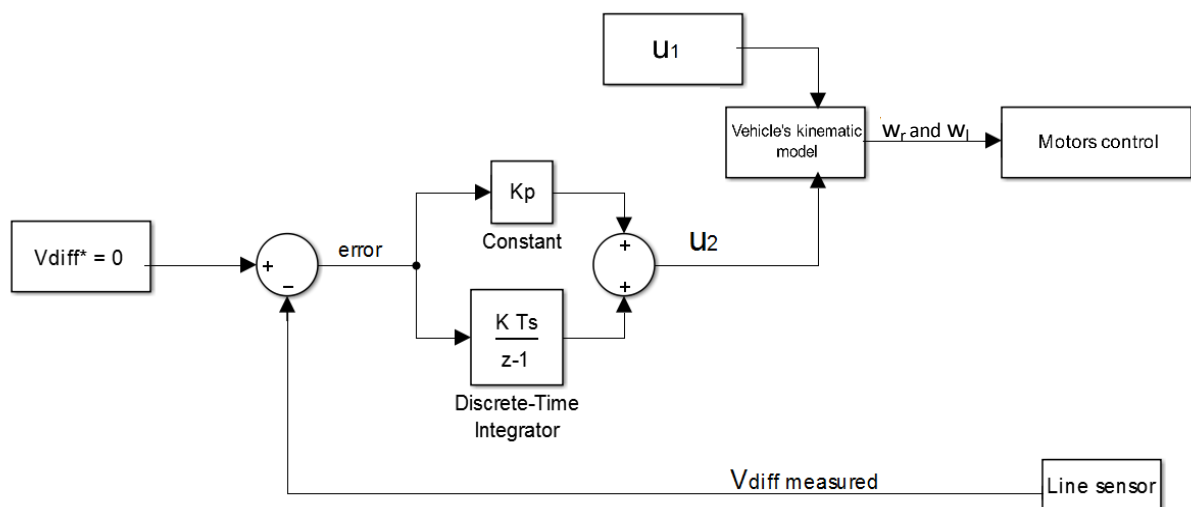 u1
Vehicle's kinematic
model
wr and wl
Motors control
Kp
Constant
Vdiff* = 0
+
−
error
+
+
u2
K Ts
z-1
Discrete-Time
Integrator
Vdiff measured
Line sensor